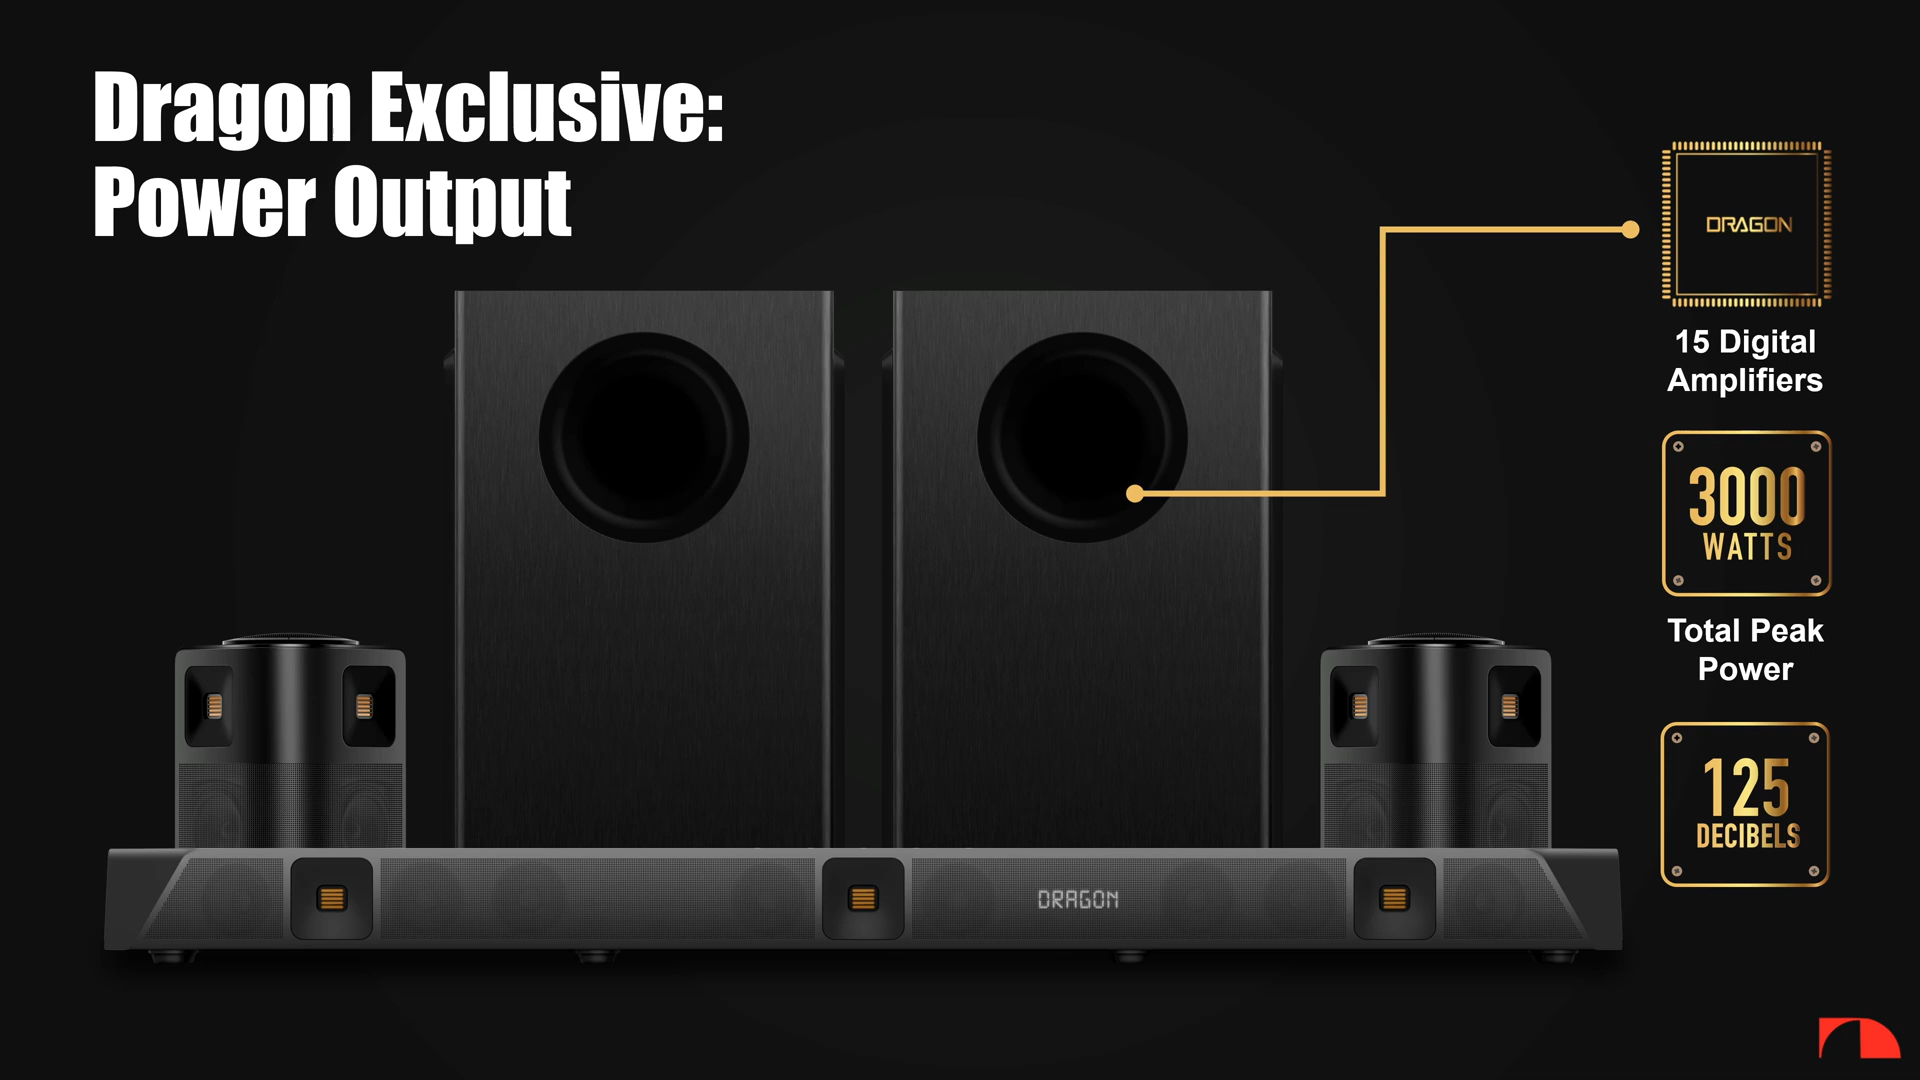 Dragon Exclusive:
Power Output
DRAGON
15 Digital
Amplifiers
3000
WATTS
Total Peak
Power
125
DECIBELS
DRAGON